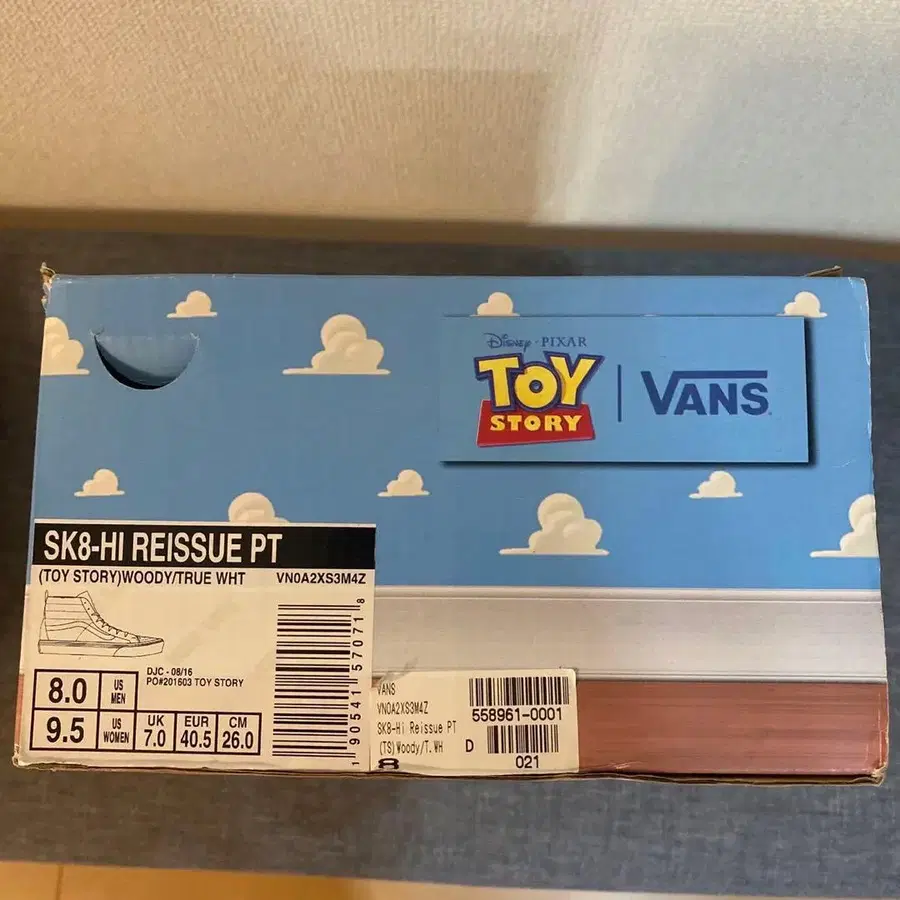 Disney · PIXAR
TOY
STORY
VANS
SK8-HI REISSUE PT
(TOY STORY)WOODY/TRUE WHT VN0A2XS3M4Z
DJC - 08/16
PO#201603 TOY STORY
8.0 US MEN
9.5 US WOMEN
UK 7.0
EUR 40.5
CM 26.0
1 90541 57071 8
VANS
VN0A2XS3M4Z
SK8-Hi Reissue PT
(TS)Woody/T.WH
8
558961-0001
D
021